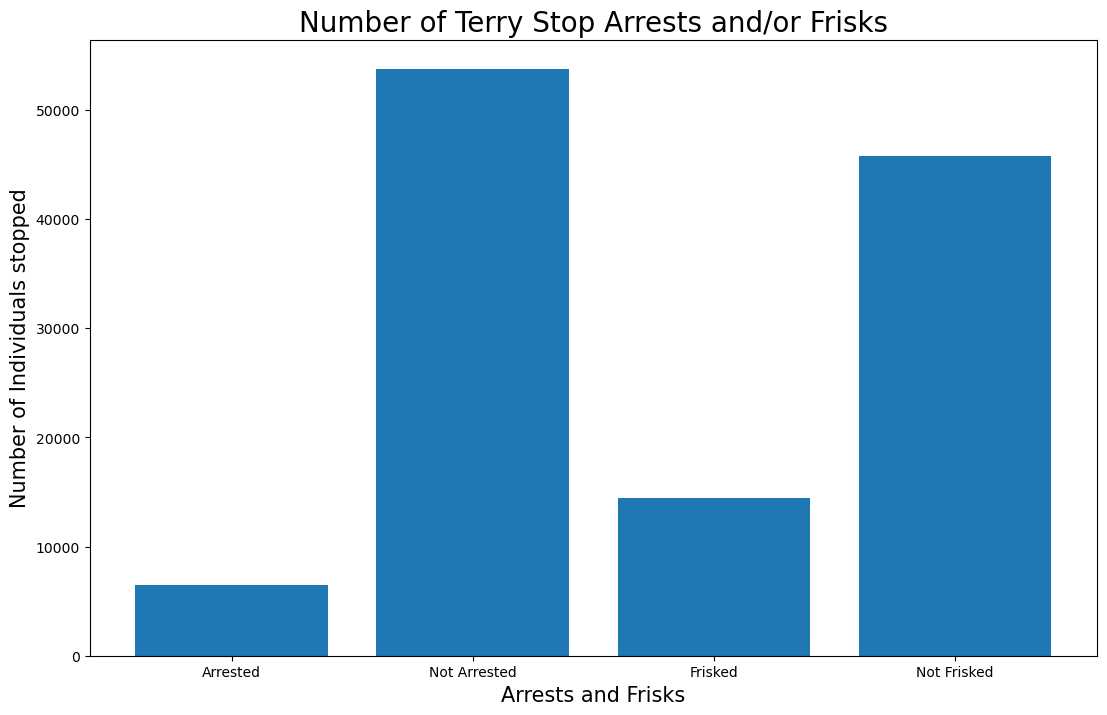 Number of Terry Stop Arrests and/or Frisks
Number of Individuals stopped
50000
40000
30000
20000
10000
0
Arrested
Not Arrested
Frisked
Not Frisked
Arrests and Frisks